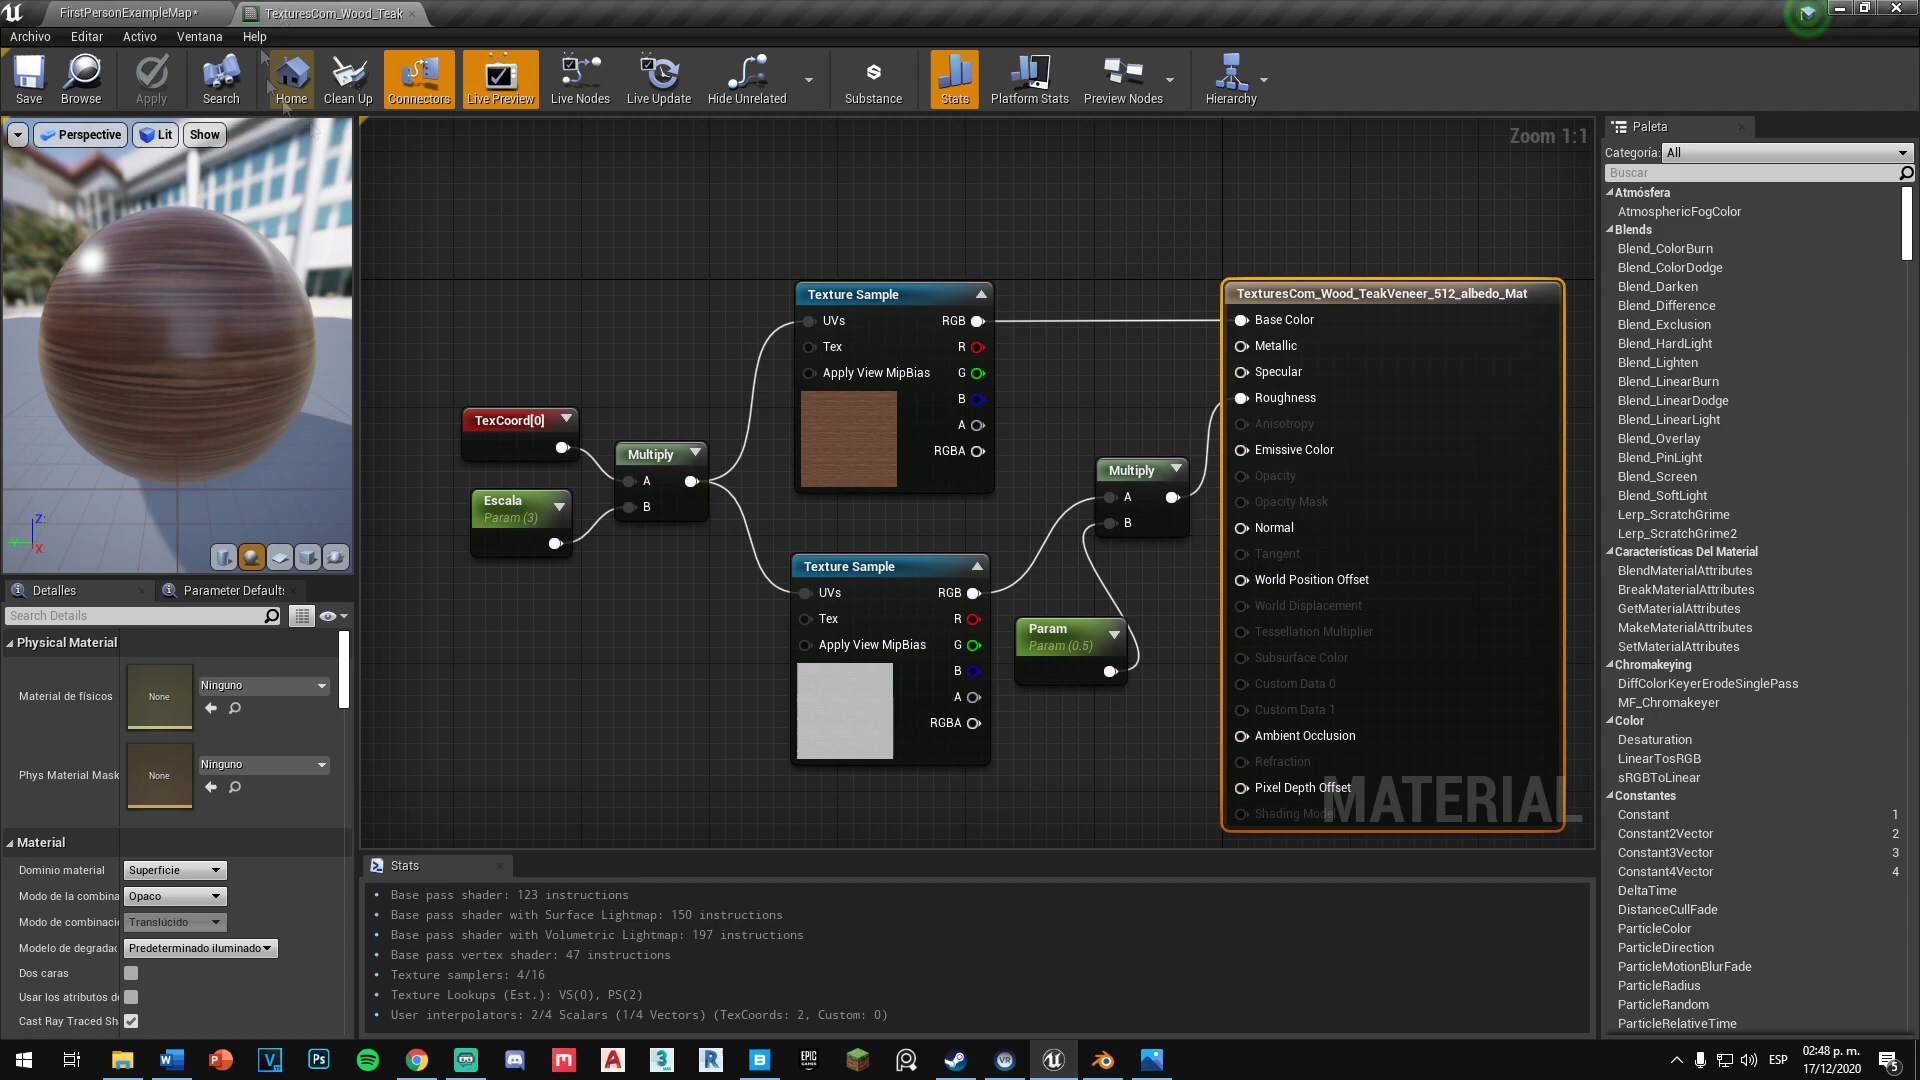 FirstPersonExampleMap*
TexturesCom_Wood_Teak
Archivo Editar Activo Ventana Help
Save Browse Apply Search Home Clean Up Connectors Live Preview Live Nodes Live Update Hide Unrelated Substance Stats Platform Stats Preview Nodes Hierarchy
Perspective Lit Show
Z:
X:
Detalles Parameter Defaults
Search Details
Physical Material
Material de físicos
None
Ninguno
Phys Material Mask
None
Ninguno
Material
Dominio material Superficie
Modo de la combina Opaco
Modo de combinaci Translúcido
Modelo de degradac Predeterminado iluminado
Dos caras
Usar los atributos d
Cast Ray Traced Sh
Zoom 1:1
TexCoord[0]
Escala
Param (3)
Multiply
A
B
Texture Sample
UVs RGB
Tex R
Apply View MipBias G
B
A
RGBA
Texture Sample
UVs RGB
Tex R
Apply View MipBias G
B
A
RGBA
Param
Param (0.5)
Multiply
A
B
TexturesCom_Wood_TeakVeneer_512_albedo_Mat
Base Color
Metallic
Specular
Roughness
Anisotropy
Emissive Color
Opacity
Opacity Mask
Normal
Tangent
World Position Offset
World Displacement
Tessellation Multiplier
Subsurface Color
Custom Data 0
Custom Data 1
Ambient Occlusion
Refraction
Pixel Depth Offset
Shading Model
MATERIAL
Stats
Base pass shader: 123 instructions
Base pass shader with Surface Lightmap: 150 instructions
Base pass shader with Volumetric Lightmap: 197 instructions
Base pass vertex shader: 47 instructions
Texture samplers: 4/16
Texture Lookups (Est.): VS(0), PS(2)
User interpolators: 2/4 Scalars (1/4 Vectors) (TexCoords: 2, Custom: 0)
Paleta
Categoría: All
Buscar
Atmósfera
AtmosphericFogColor
Blends
Blend_ColorBurn
Blend_ColorDodge
Blend_Darken
Blend_Difference
Blend_Exclusion
Blend_HardLight
Blend_Lighten
Blend_LinearBurn
Blend_LinearDodge
Blend_LinearLight
Blend_Overlay
Blend_PinLight
Blend_Screen
Blend_SoftLight
Lerp_ScratchGrime
Lerp_ScratchGrime2
Características Del Material
BlendMaterialAttributes
BreakMaterialAttributes
GetMaterialAttributes
MakeMaterialAttributes
SetMaterialAttributes
Chromakeying
DiffColorKeyerErodeSinglePass
MF_Chromakeyer
Color
Desaturation
LinearTosRGB
sRGBToLinear
Constantes
Constant 1
Constant2Vector 2
Constant3Vector 3
Constant4Vector 4
DeltaTime
DistanceCullFade
ParticleColor
ParticleDirection
ParticleMotionBlurFade
ParticleRadius
ParticleRandom
ParticleRelativeTime
ESP
02:48 p. m.
17/12/2020
5